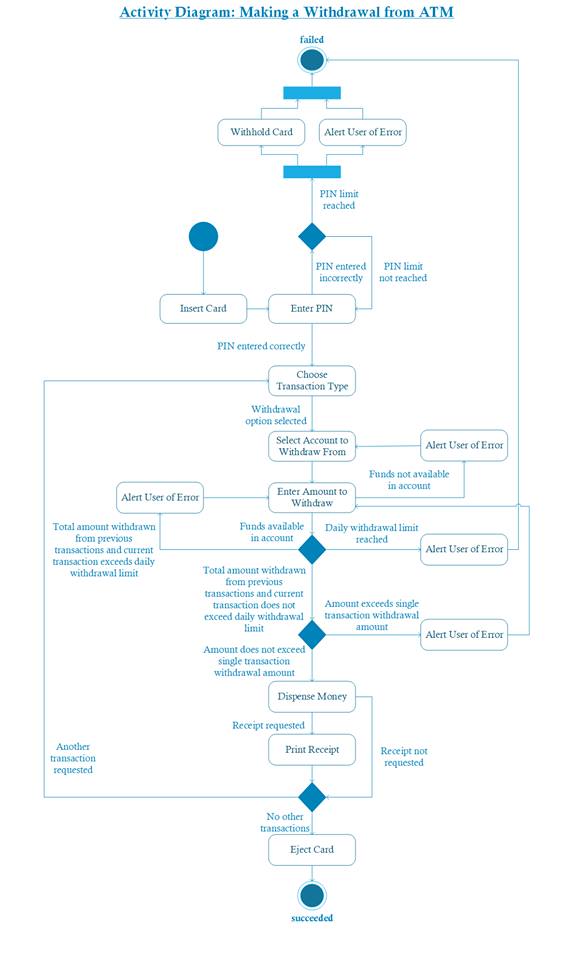 Activity Diagram: Making a Withdrawal from ATM
failed
Withhold Card
Alert User of Error
PIN limit
reached
PIN entered
incorrectly
PIN limit
not reached
Insert Card
Enter PIN
PIN entered correctly
Choose
Transaction Type
Withdrawal
option selected
Select Account to
Withdraw From
Alert User of Error
Funds not available
in account
Alert User of Error
Enter Amount to
Withdraw
Total amount withdrawn
from previous
transactions and current
transaction exceeds daily
withdrawal limit
Funds available
in account
Daily withdrawal limit
reached
Alert User of Error
Total amount withdrawn
from previous
transactions and current
transaction does not
exceed daily withdrawal
limit
Amount exceeds single
transaction withdrawal
amount
Alert User of Error
Amount does not exceed
single transaction
withdrawal amount
Dispense Money
Receipt requested
Another
transaction
requested
Print Receipt
Receipt not
requested
No other
transactions
Eject Card
succeeded